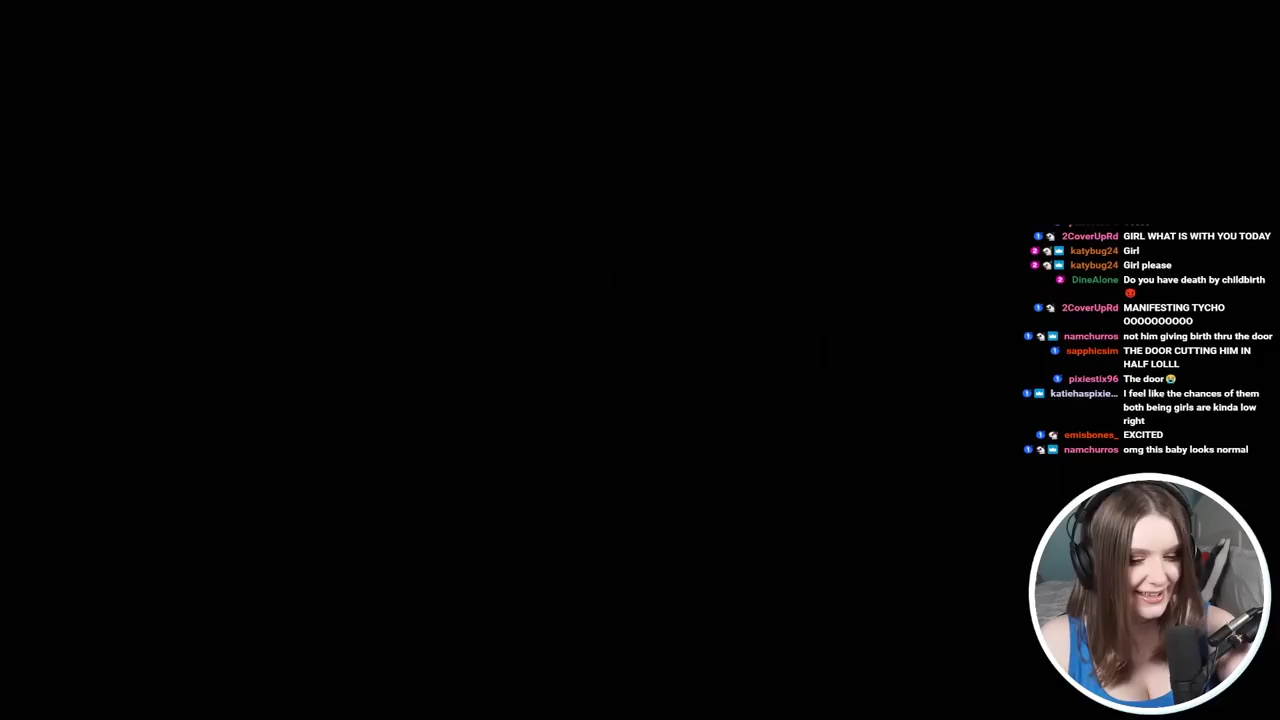 2CoverUpRd GIRL WHAT IS WITH YOU TODAY
katybug24 Girl
katybug24 Girl please
DineAlone Do you have death by childbirth
2CoverUpRd MANIFESTING TYCHO
OOOOOOOOOO
namchurros not him giving birth thru the door
sapphicsim THE DOOR CUTTING HIM IN
HALF LOLLL
pixiestix96 The door
katiehaspixie... I feel like the chances of them
both being girls are kinda low
right
emisbones_ EXCITED
namchurros omg this baby looks normal